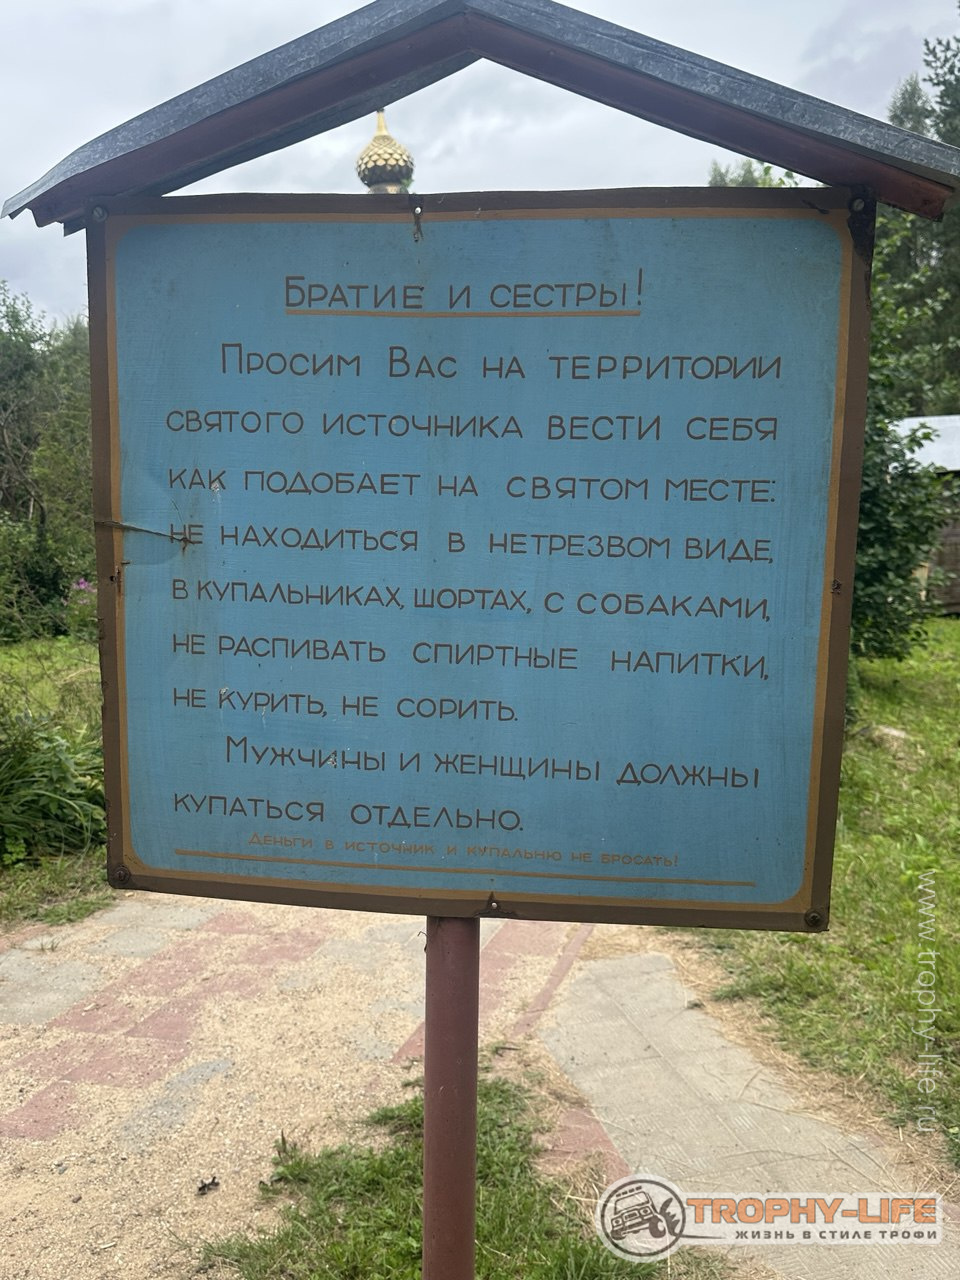 Братие и сестры!
Просим Вас на территории
святого источника вести себя
как подобает на святом месте:
не находиться в нетрезвом виде,
в купальниках, шортах, с собаками,
не распивать спиртные напитки,
не курить, не сорить.
Мужчины и женщины должны
купаться отдельно.
Деньги в источник и купальню не бросать!
www.trophy-life.ru
TROPHY-LIFE
ЖИЗНЬ В СТИЛЕ ТРОФИ